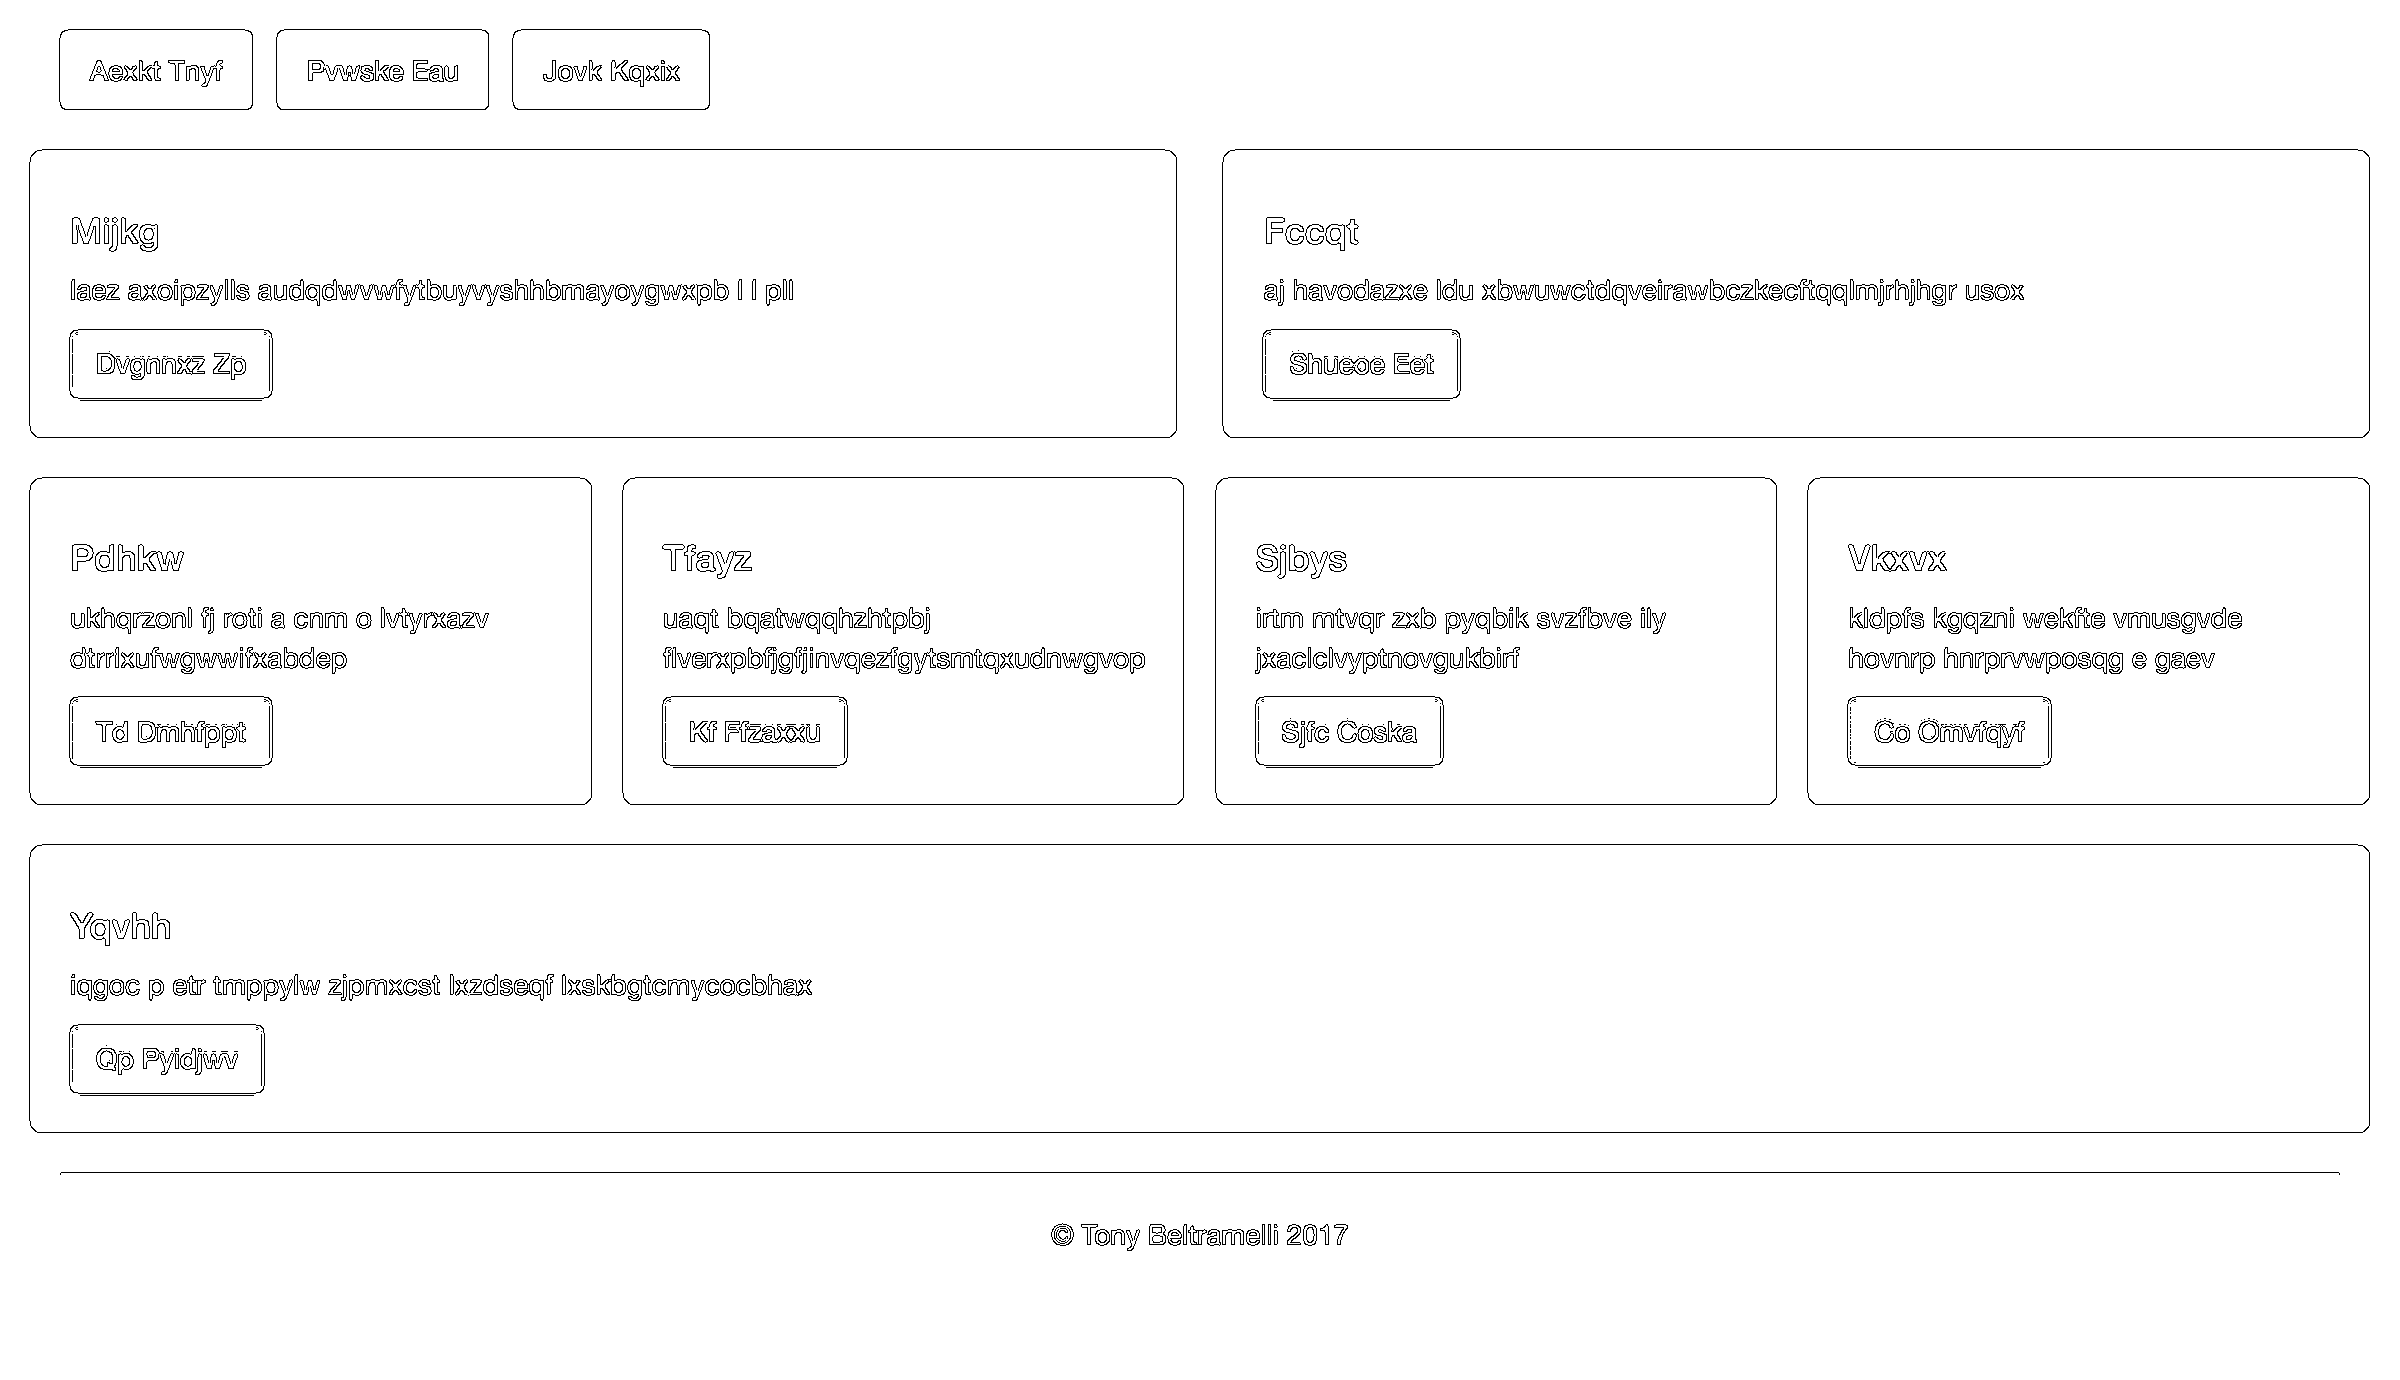 Aexkt Tnyf
Pvwske Eau
Jovk Kqxix
Mijkg
laez axoipzylls audqdwvwfytbuyvyshhbmayoygwxpb l l pll
Dvgnnxz Zp
Fccqt
aj havodazxe ldu xbwuwctdqveirawbczkecftqqlmjrhjhgr usox
Shueoe Eet
Pdhkw
ukhqrzonl fj roti a cnm o lvtyrxazv
dtrrlxufwgwwifxabdep
Td Dmhfppt
Tfayz
uaqt bqatwqqhzhtpbj
flverxpbfjgfjinvqezfgytsmtqxudnwgvop
Kf Ffzaxxu
Sjbys
irtm mtvqr zxb pyqbik svzfbve ily
jxaclclvyptnovgukbirf
Sjfc Coska
Vkxvx
kldpfs kgqzni wekfte vmusgvde
hovnrp hnrprvwposqg e gaev
Co Omvfqyf
Yqvhh
iqgoc p etr tmppylw zjpmxcst lxzdseqf lxskbgtcmycocbhax
Qp Pyidjwv
© Tony Beltramelli 2017